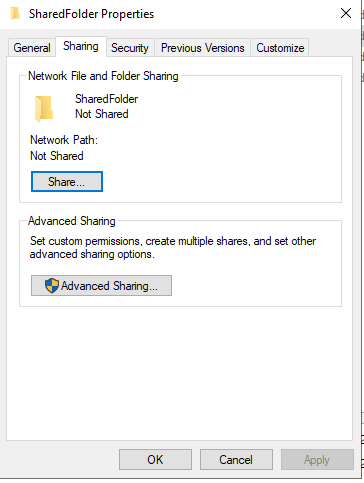 SharedFolder Properties
General Sharing Security Previous Versions Customize
Network File and Folder Sharing
SharedFolder
Not Shared
Network Path:
Not Shared
Share...
Advanced Sharing
Set custom permissions, create multiple shares, and set other
advanced sharing options.
Advanced Sharing...
OK Cancel Apply